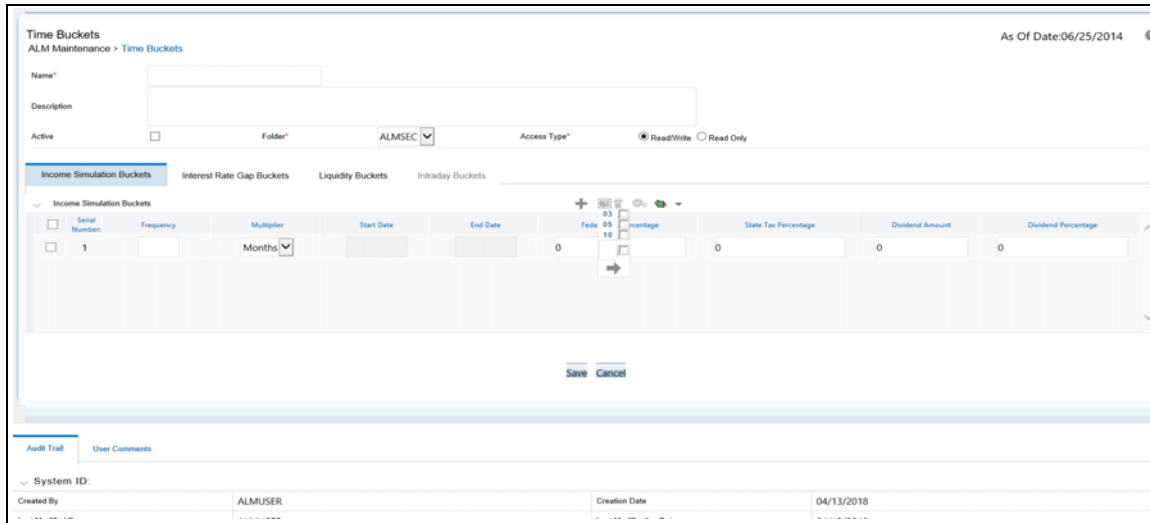 Time Buckets
As Of Date:06/25/2014
ALM Maintenance > Time Buckets
Name*
Description
Active Folder* ALMSEC Access Type* Read/Write Read Only
Income Simulation Buckets Interest Rate Gap Buckets Liquidity Buckets Intraday Buckets
Income Simulation Buckets
03
05
10
Serial Number: Frequency Multiplier Start Date End Date State Tax Percentage Dividend Amount Dividend Percentage
1 Months 0 0 0 0
Save Cancel
Audit Trail User Comments
System ID:
Created By ALMUSER Creation Date 04/13/2018